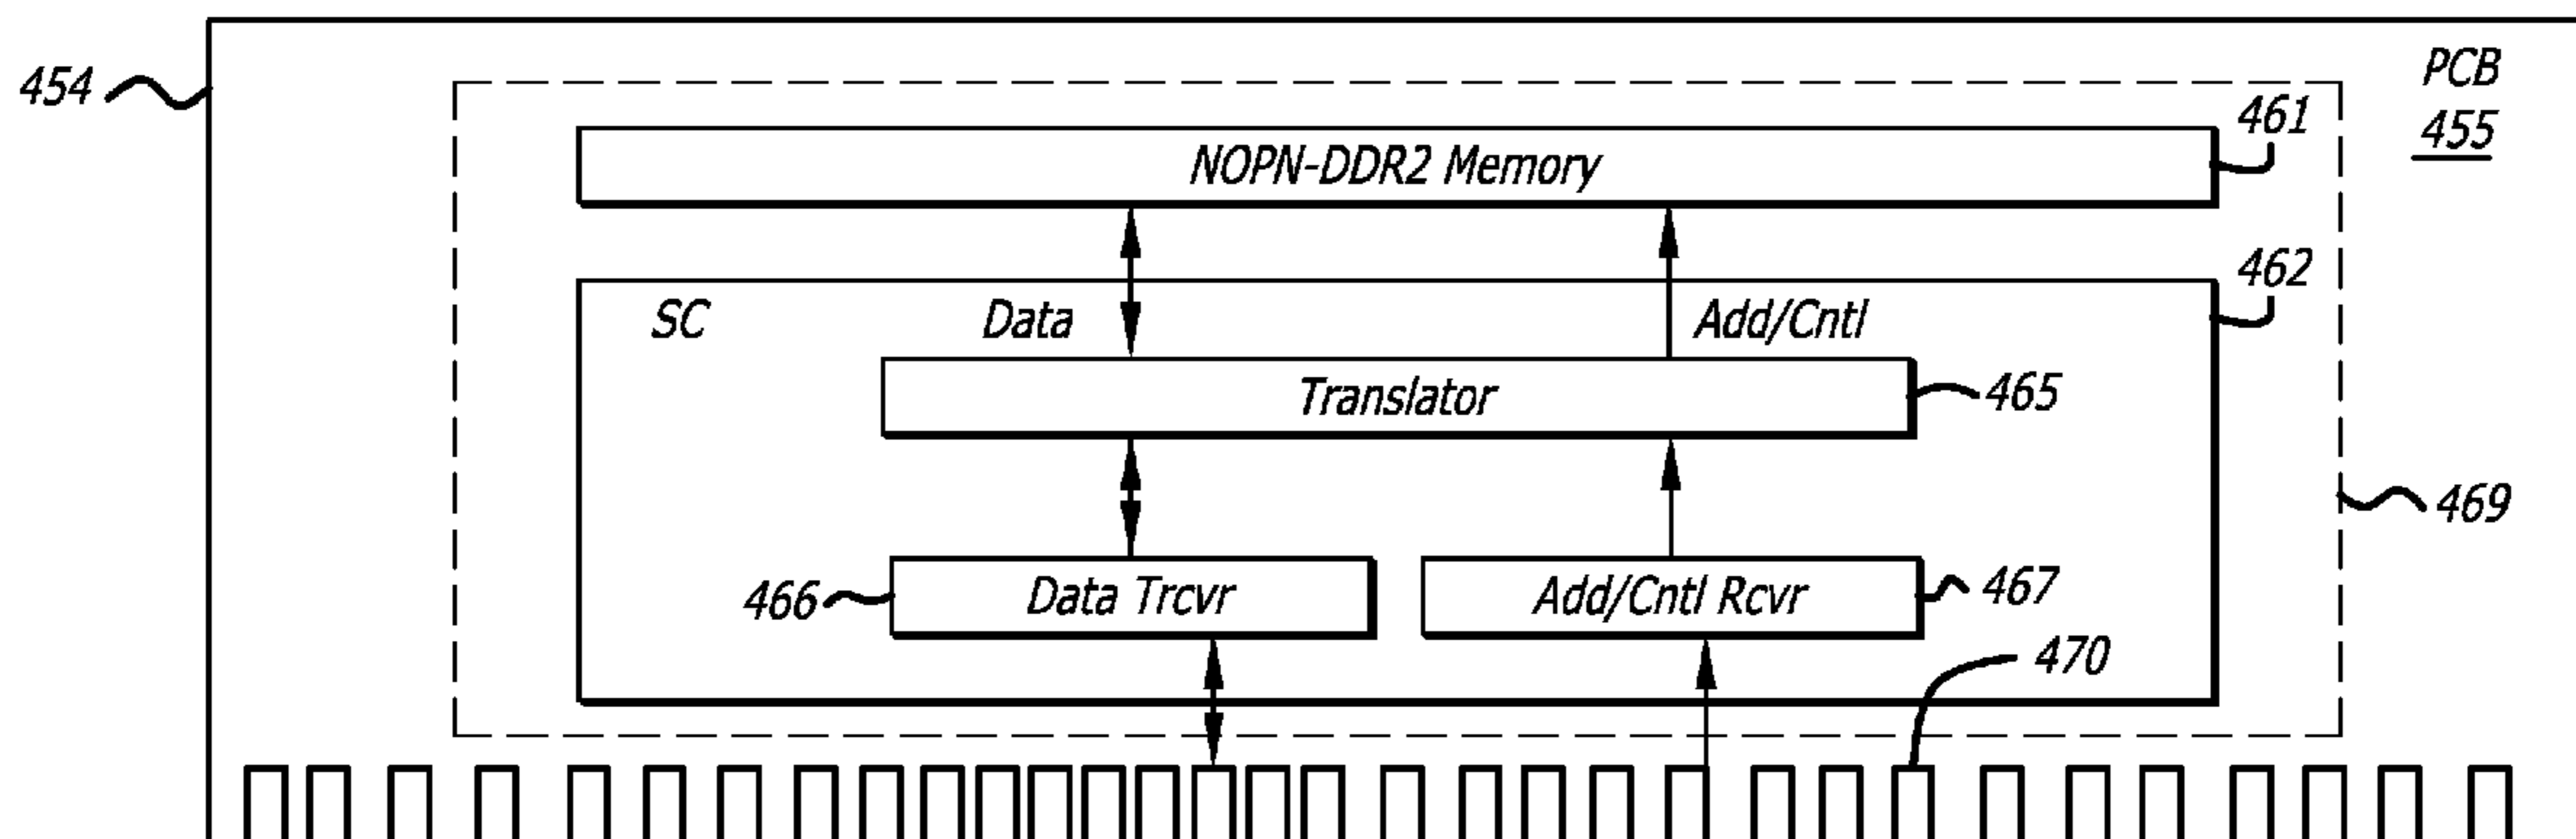 454
PCB
455
461
NOPN-DDR2 Memory
462
SC
Data
Add/Cntl
Translator
465
469
466
Data Trcvr
Add/Cntl Rcvr
467
470